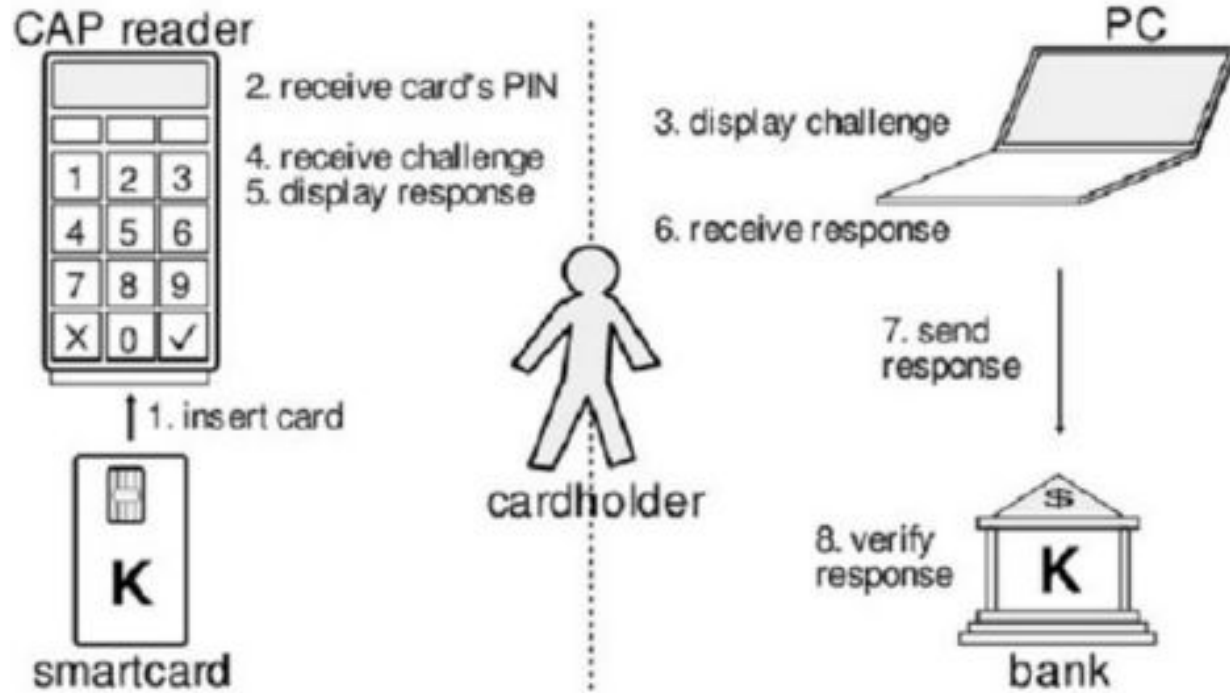 CAP reader
2. receive card's PIN
4. receive challenge
5. display response
1 2 3
4 5 6
7 8 9
X 0 ✓
1. insert card
K
smartcard
cardholder
PC
3. display challenge
6. receive response
7. send
response
8. verify
response
$
K
bank